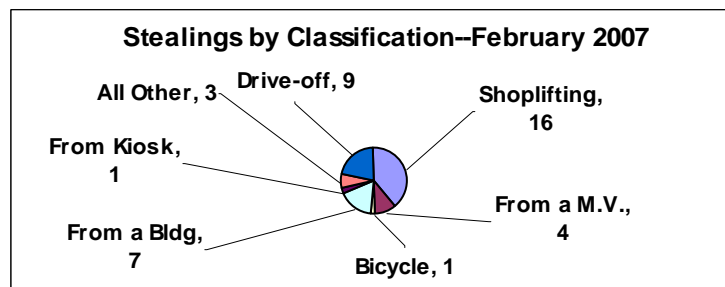 Stealings by Classification--February 2007
Drive-off, 9
All Other, 3
Shoplifting,
16
From Kiosk,
1
From a M.V.,
4
From a Bldg,
7
Bicycle, 1